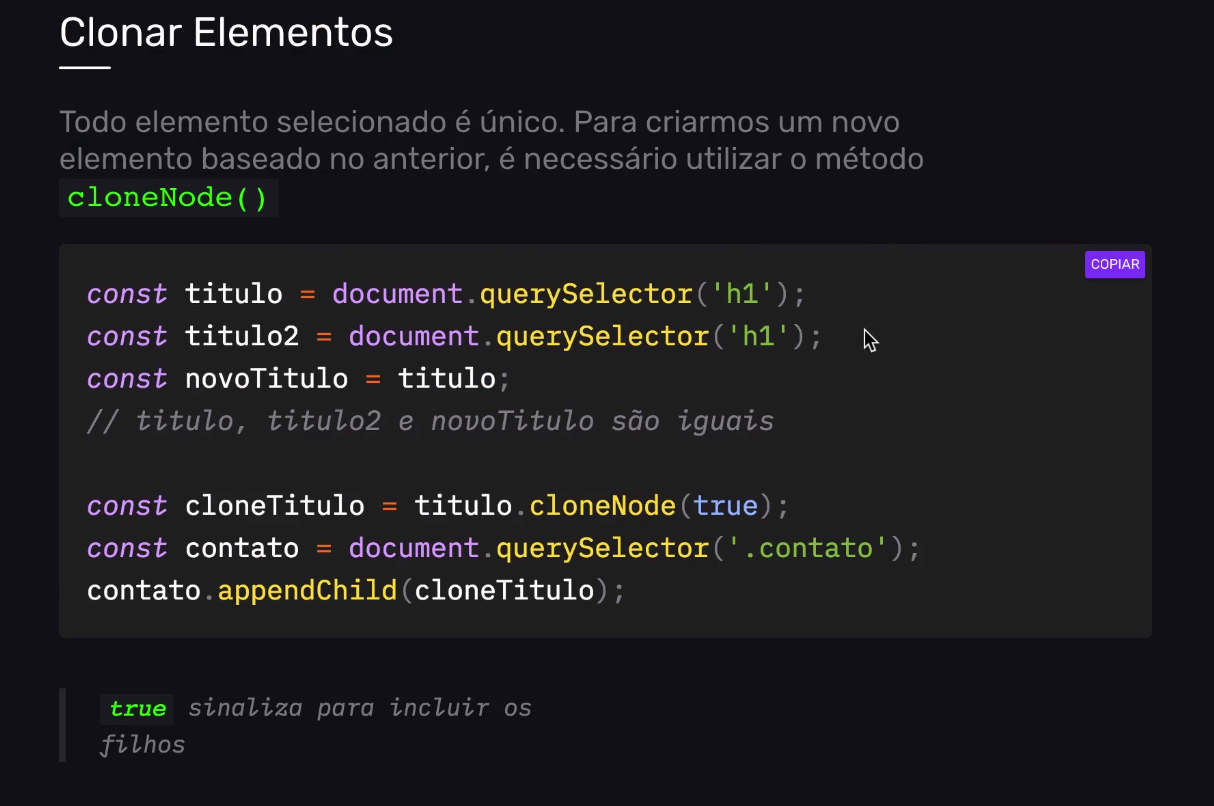 Clonar Elementos
Todo elemento selecionado é único. Para criarmos um novo
elemento baseado no anterior, é necessário utilizar o método
cloneNode()
COPIAR
const titulo = document.querySelector('h1');
const titulo2 = document.querySelector('h1');
const novoTitulo = titulo;
// titulo, titulo2 e novoTitulo são iguais
const cloneTitulo = titulo.cloneNode(true);
const contato = document.querySelector('.contato');
contato.appendChild(cloneTitulo);
true sinaliza para incluir os
filhos